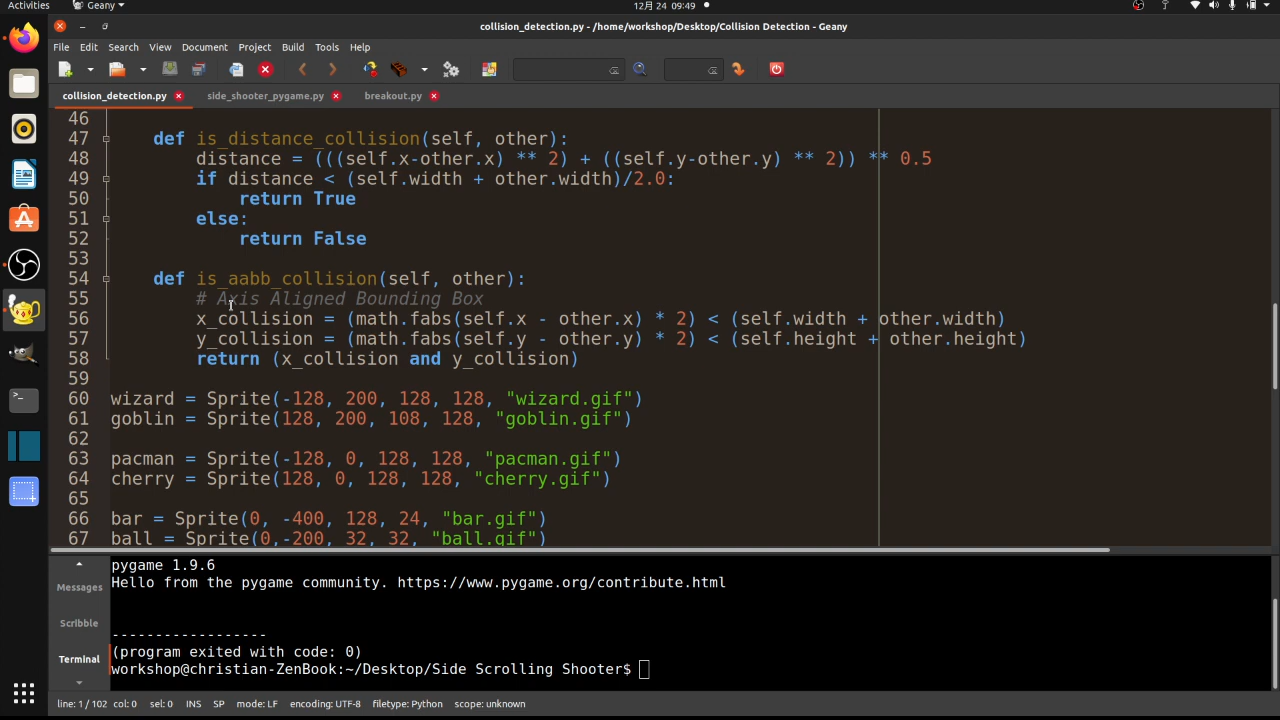 Activities Geany 12月 24 09:49
collision_detection.py - /home/workshop/Desktop/Collision Detection - Geany
File Edit Search View Document Project Build Tools Help
collision_detection.py side_shooter_pygame.py breakout.py
46
47 def is_distance_collision(self, other):
48 distance = (((self.x-other.x) ** 2) + ((self.y-other.y) ** 2)) ** 0.5
49 if distance < (self.width + other.width)/2.0:
50 return True
51 else:
52 return False
53
54 def is_aabb_collision(self, other):
55 # Axis Aligned Bounding Box
56 x_collision = (math.fabs(self.x - other.x) * 2) < (self.width + other.width)
57 y_collision = (math.fabs(self.y - other.y) * 2) < (self.height + other.height)
58 return (x_collision and y_collision)
59
60 wizard = Sprite(-128, 200, 128, 128, "wizard.gif")
61 goblin = Sprite(128, 200, 108, 128, "goblin.gif")
62
63 pacman = Sprite(-128, 0, 128, 128, "pacman.gif")
64 cherry = Sprite(128, 0, 128, 128, "cherry.gif")
65
66 bar = Sprite(0, -400, 128, 24, "bar.gif")
67 ball = Sprite(0,-200, 32, 32, "ball.gif")
Messages
Scribble
Terminal
pygame 1.9.6
Hello from the pygame community. https://www.pygame.org/contribute.html
------------------
(program exited with code: 0)
workshop@christian-ZenBook:~/Desktop/Side Scrolling Shooter$
line: 1 / 102 col: 0 sel: 0 INS SP mode: LF encoding: UTF-8 filetype: Python scope: unknown